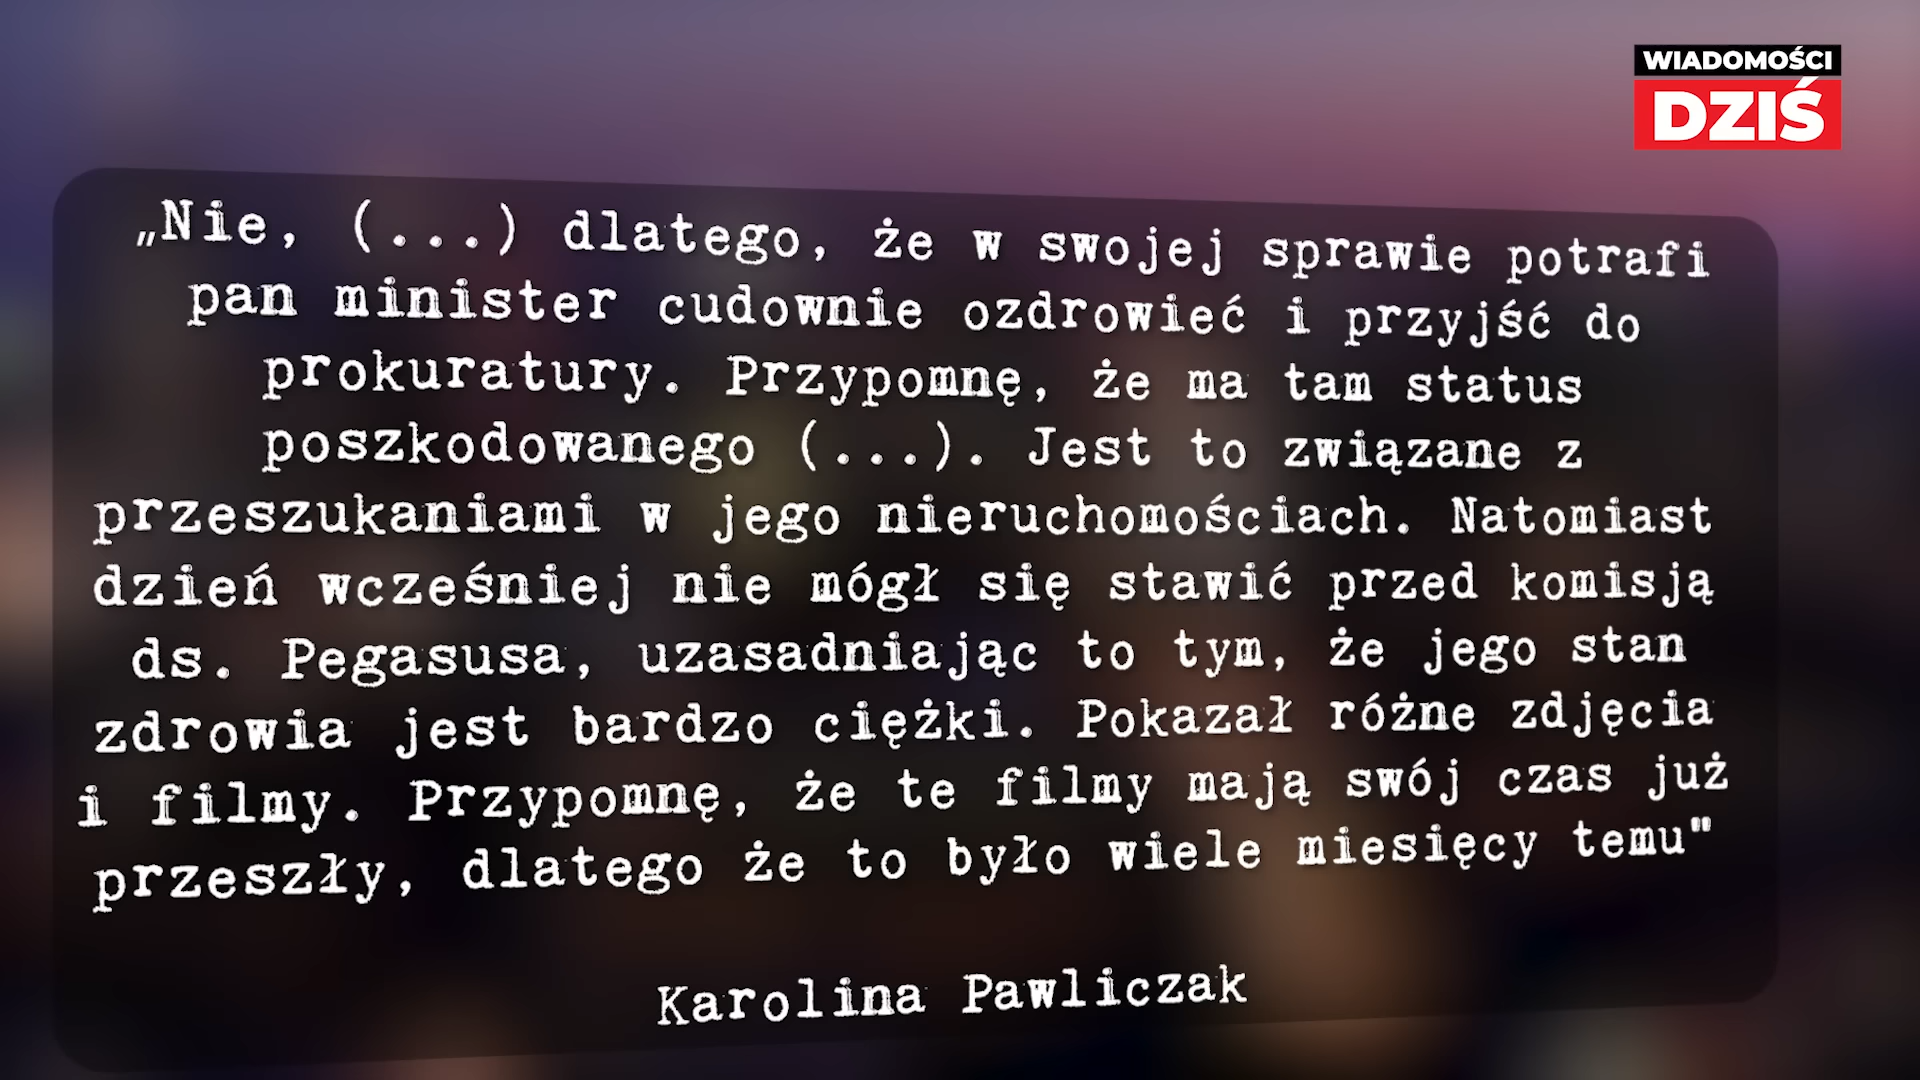 WIADOMOŚCI
DZIŚ
„Nie, (...) dlatego, że w swojej sprawie potrafi
pan minister cudownie ozdrowieć i przyjść do
prokuratury. Przypomnę, że ma tam status
poszkodowanego (...). Jest to związane z
przeszukaniami w jego nieruchomościach. Natomiast
dzień wcześniej nie mógł się stawić przed komisją
ds. Pegasusa, uzasadniając to tym, że jego stan
zdrowia jest bardzo ciężki. Pokazał różne zdjęcia
i filmy. Przypomnę, że te filmy mają swój czas już
przeszły, dlatego że to było wiele miesięcy temu"
Karolina Pawliczak